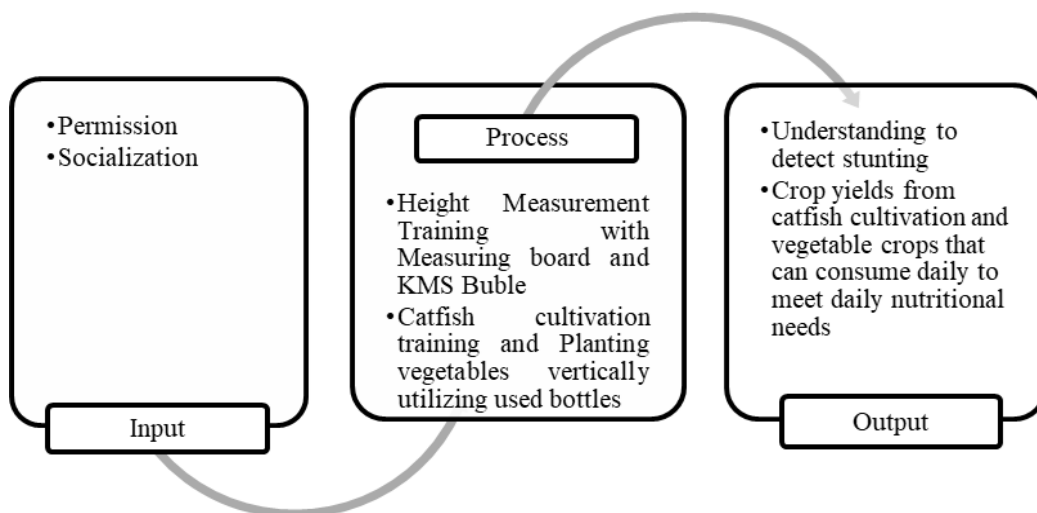 •Permission
•Socialization
Input
Process
•Height Measurement
Training with
Measuring board and
KMS Buble
•Catfish cultivation
training and Planting
vegetables vertically
utilizing used bottles
•Understanding to
detect stunting
•Crop yields from
catfish cultivation and
vegetable crops that
can consume daily to
meet daily nutritional
needs
Output